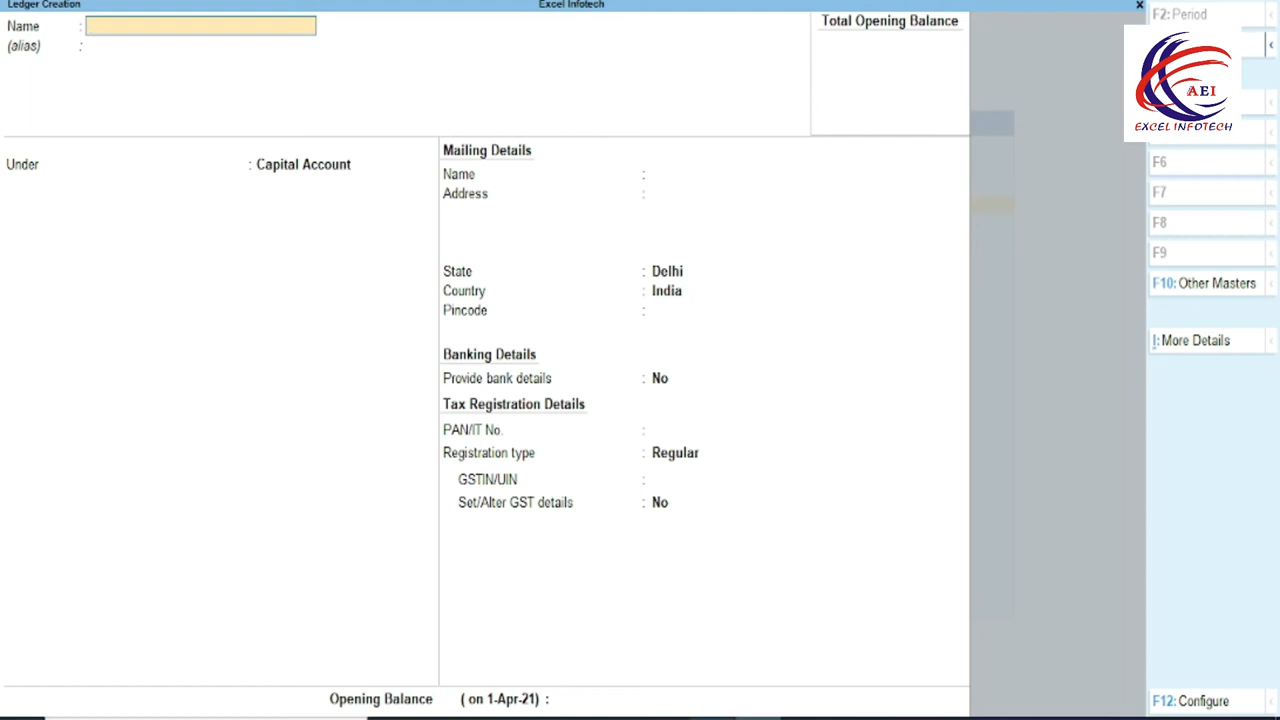 Ledger Creation
Excel Infotech
x
Name :
(alias) :
Total Opening Balance
Under : Capital Account
Mailing Details
Name :
Address :
State : Delhi
Country : India
Pincode :
Banking Details
Provide bank details : No
Tax Registration Details
PAN/IT No. :
Registration type : Regular
GSTIN/UIN :
Set/Alter GST details : No
Opening Balance ( on 1-Apr-21) :
F2: Period
AEI
EXCEL INFOTECH
F6
F7
F8
F9
F10: Other Masters
I: More Details
F12: Configure